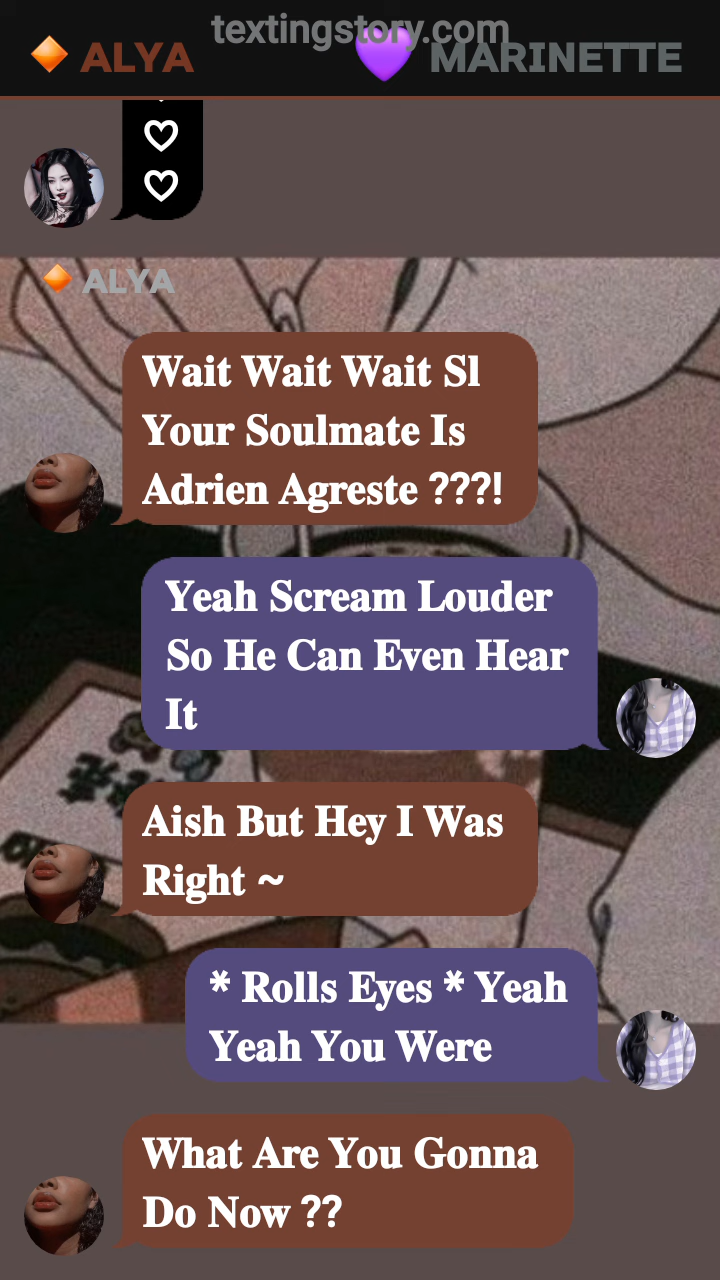 textingstory.com
🔸 ALYA 💜 MARINETTE
♡
♡
🔸 ALYA
Wait Wait Wait Sl
Your Soulmate Is
Adrien Agreste ???!
Yeah Scream Louder
So He Can Even Hear
It
Aish But Hey I Was
Right ~
* Rolls Eyes * Yeah
Yeah You Were
What Are You Gonna
Do Now ??